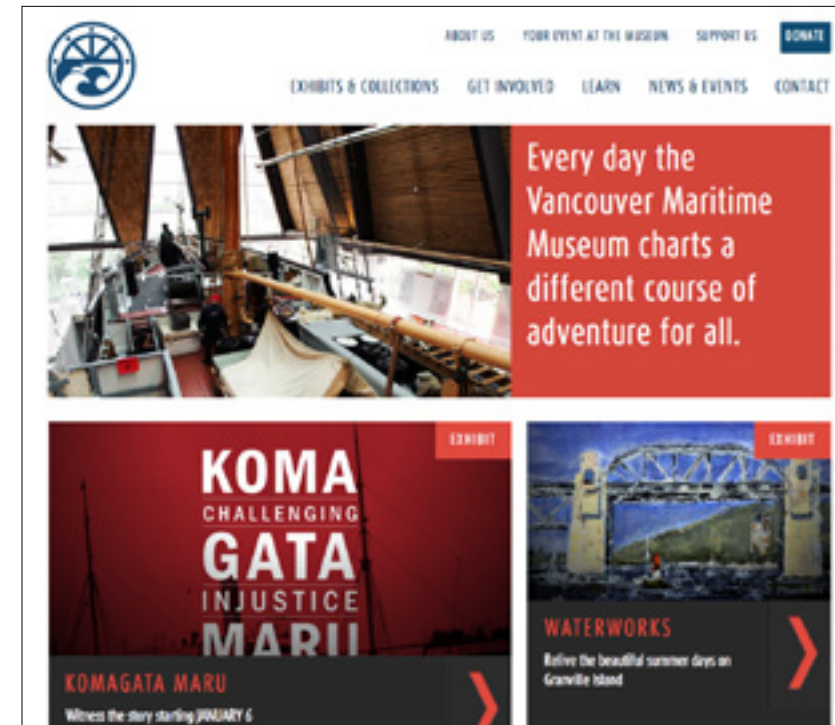 ABOUT US YOUR EVENT AT THE MUSEUM SUPPORT US DONATE
EXHIBITS & COLLECTIONS GET INVOLVED LEARN NEWS & EVENTS CONTACT
Every day the
Vancouver Maritime
Museum charts a
different course of
adventure for all.
EXHIBIT
KOMA
CHALLENGING
GATA
INJUSTICE
MARU
KOMAGATA MARU
Witness the story starting JANUARY 6
EXHIBIT
WATERWORKS
Relive the beautiful summer days on
Granville Island